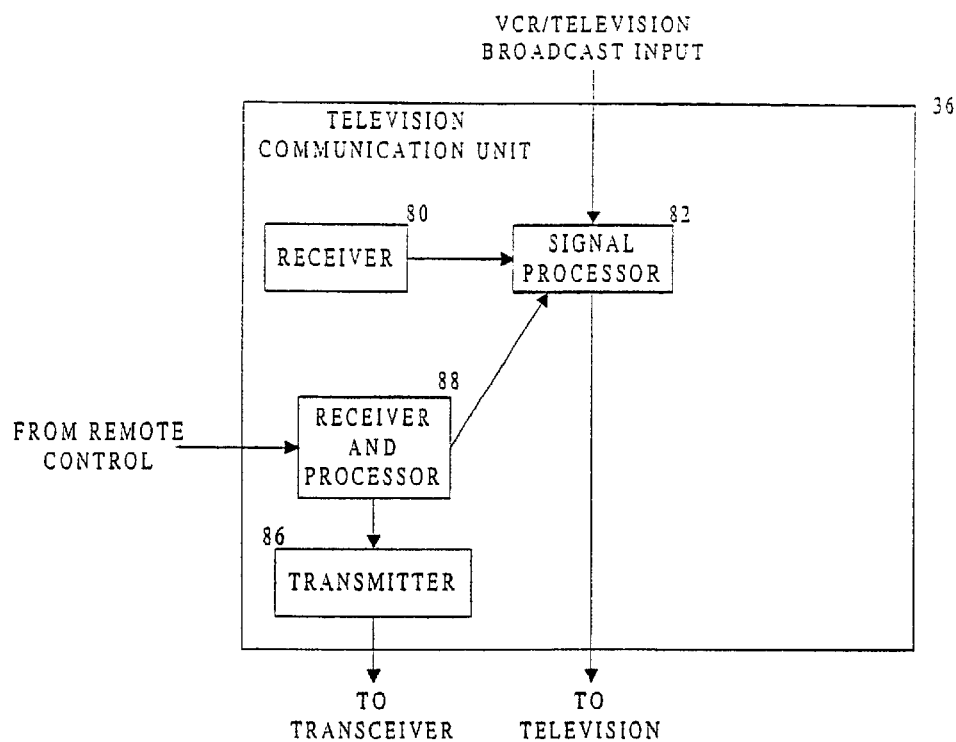 VCR/TELEVISION
BROADCAST INPUT
36
TELEVISION
COMMUNICATION UNIT
80
82
RECEIVER
SIGNAL
PROCESSOR
88
FROM REMOTE
CONTROL
RECEIVER
AND
PROCESSOR
86
TRANSMITTER
TO
TRANSCEIVER
TO
TELEVISION